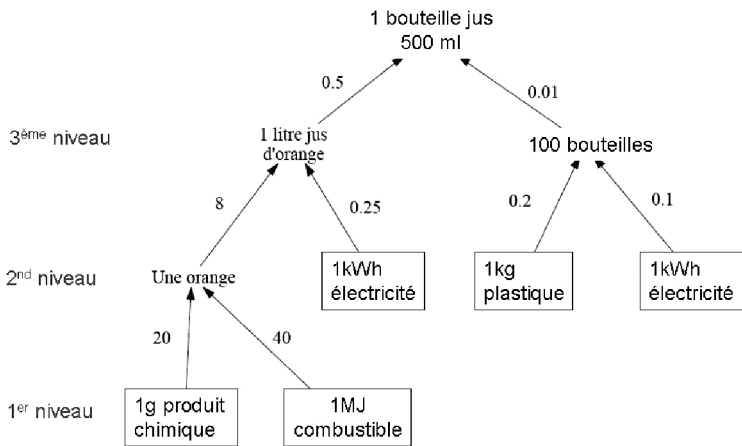 1 bouteille jus
500 ml
0.5
0.01
3ème niveau
1 litre jus
d'orange
100 bouteilles
8
0.25
0.2
0.1
2nd niveau
Une orange
1kWh
électricité
1kg
plastique
1kWh
électricité
20
40
1er niveau
1g produit
chimique
1MJ
combustible